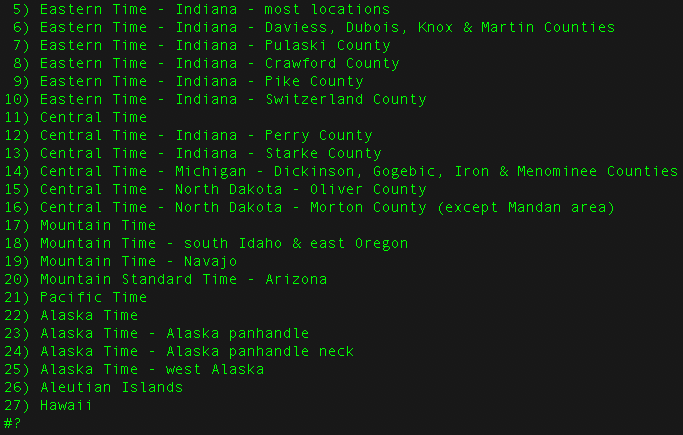 5) Eastern Time - Indiana - most locations
6) Eastern Time - Indiana - Daviess, Dubois, Knox & Martin Counties
7) Eastern Time - Indiana - Pulaski County
8) Eastern Time - Indiana - Crawford County
9) Eastern Time - Indiana - Pike County
10) Eastern Time - Indiana - Switzerland County
11) Central Time
12) Central Time - Indiana - Perry County
13) Central Time - Indiana - Starke County
14) Central Time - Michigan - Dickinson, Gogebic, Iron & Menominee Counties
15) Central Time - North Dakota - Oliver County
16) Central Time - North Dakota - Morton County (except Mandan area)
17) Mountain Time
18) Mountain Time - south Idaho & east Oregon
19) Mountain Time - Navajo
20) Mountain Standard Time - Arizona
21) Pacific Time
22) Alaska Time
23) Alaska Time - Alaska panhandle
24) Alaska Time - Alaska panhandle neck
25) Alaska Time - west Alaska
26) Aleutian Islands
27) Hawaii
#?